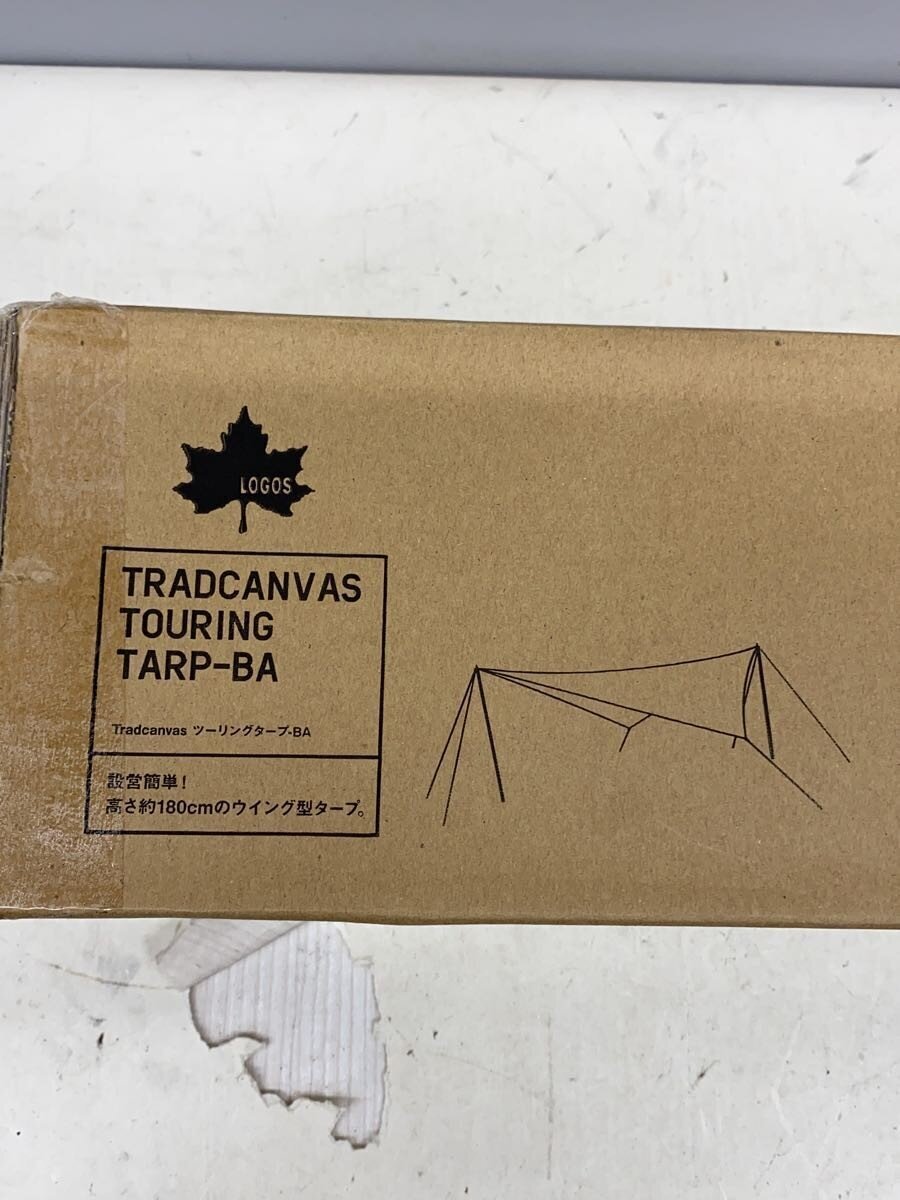 LOGOS
TRADCANVAS
TOURING
TARP-BA
Tradcanvas ツーリングタープ-BA
設営簡単!
高さ約180cmのウイング型タープ。